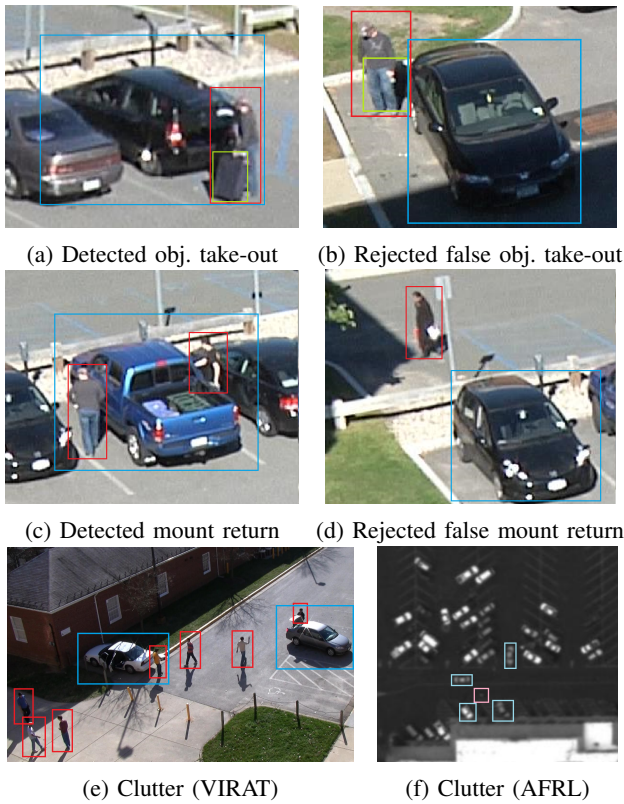 (a) Detected obj. take-out
(b) Rejected false obj. take-out
(c) Detected mount return
(d) Rejected false mount return
(e) Clutter (VIRAT)
(f) Clutter (AFRL)